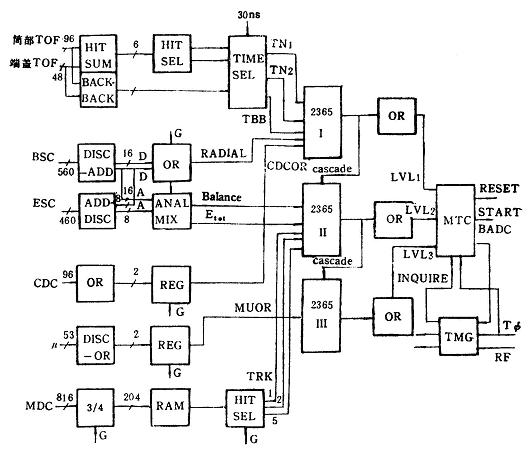 30ns
筒部TOF 96 HIT SUM 6 HIT SEL TIME SEL TN1
端盖TOF 48 BACK-BACK TN2
TBB
2365 I
OR
G
BSC 560 DISC-ADD 16 D D OR RADIAL
CDCOR
cascade
LVL1
16 8 A A 8
ESC 460 ADD DISC ANAL MIX Balance
Etot
2365 II
OR LVL2
MTC
RESET
START
BADC
LVL3
cascade
INQUIRE
CDC 96 OR 2 REG
G
MUOR
2365 III
OR
TMG
Tφ
RF
μ 53 DISC-OR 2 REG
G
TRK
MDC 816 3/4 204 RAM HIT SEL 1 2 5
G
G